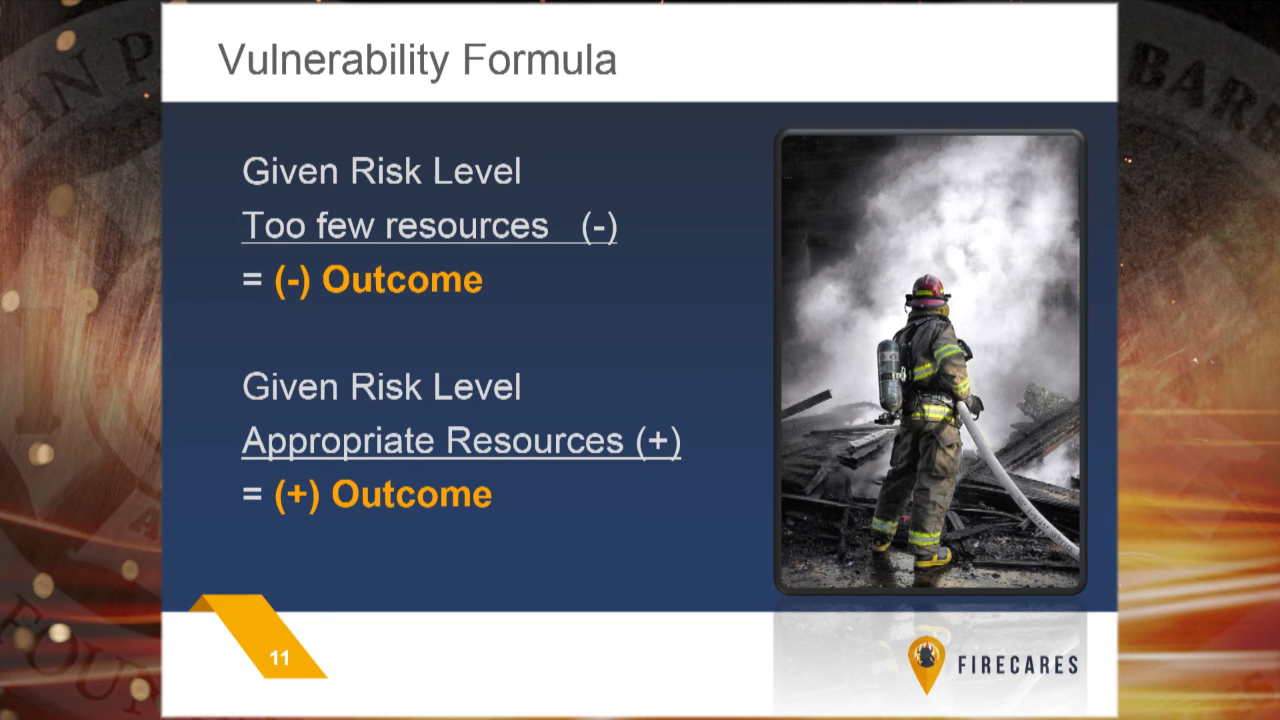 Vulnerability Formula
Given Risk Level
Too few resources (-)
= (-) Outcome
Given Risk Level
Appropriate Resources (+)
= (+) Outcome
11
FIRECARES